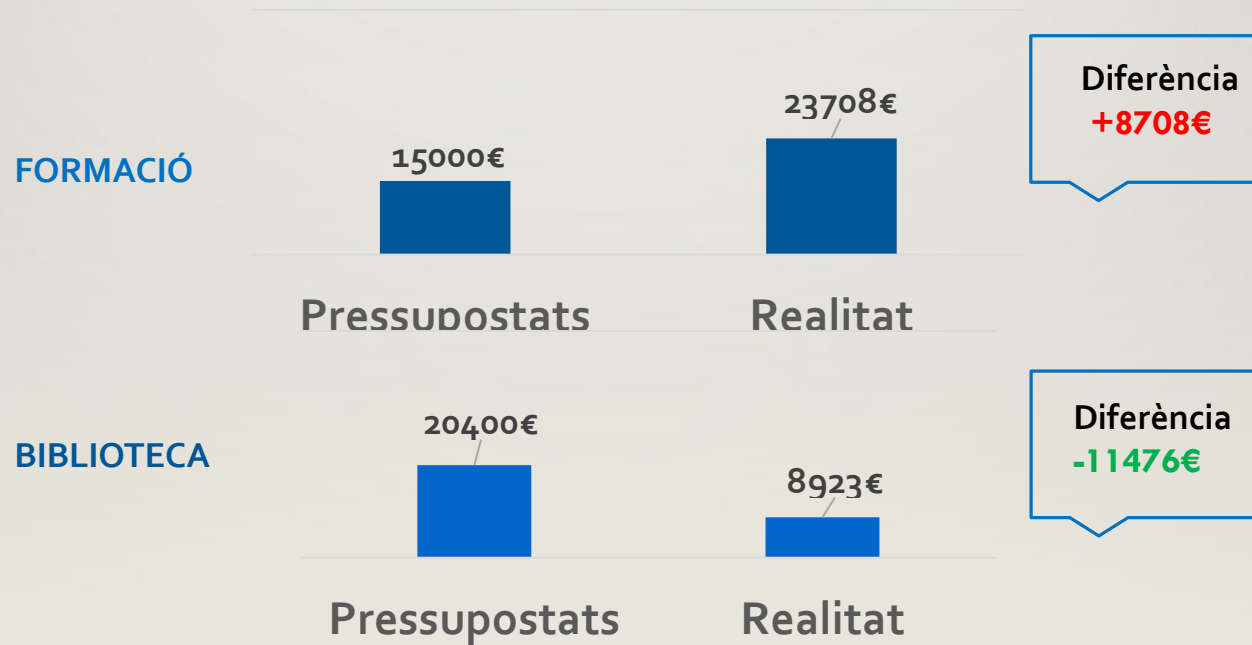 FORMACIÓ
15000€
23708€
Pressupostats
Realitat
Diferència
+8708€
BIBLIOTECA
20400€
8923€
Pressupostats
Realitat
Diferència
-11476€